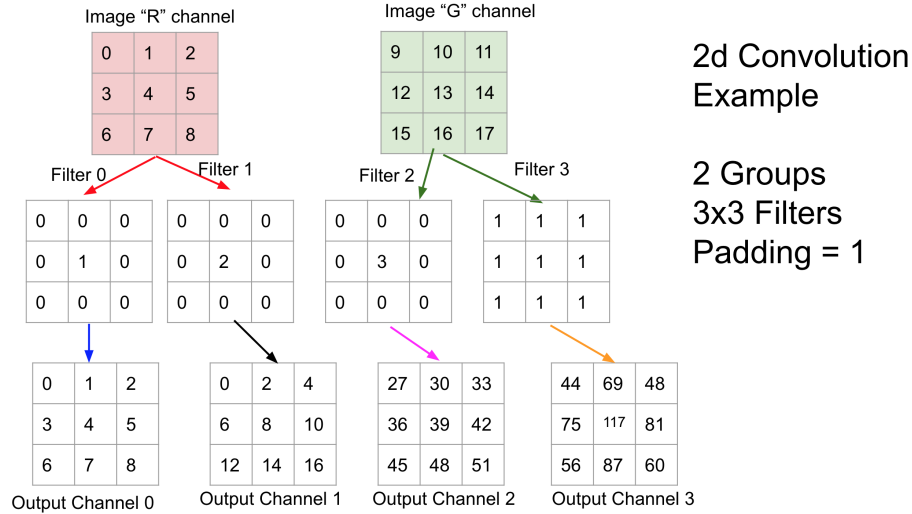 Image “R” channel
Image “G” channel
0 1 2
3 4 5
6 7 8
9 10 11
12 13 14
15 16 17
2d Convolution
Example
2 Groups
3x3 Filters
Padding = 1
Filter 0
Filter 1
Filter 2
Filter 3
0 0 0
0 1 0
0 0 0
0 0 0
0 2 0
0 0 0
0 0 0
0 3 0
0 0 0
1 1 1
1 1 1
1 1 1
0 1 2
3 4 5
6 7 8
0 2 4
6 8 10
12 14 16
27 30 33
36 39 42
45 48 51
44 69 48
75 117 81
56 87 60
Output Channel 0
Output Channel 1
Output Channel 2
Output Channel 3